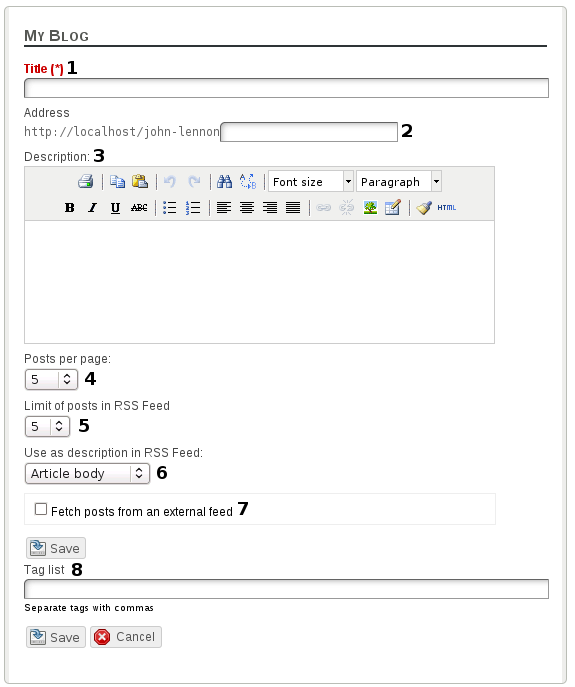 My Blog
Title (*) 1
Address
http://localhost/john-lennon 2
Description: 3
Font size Paragraph
B I U ABC HTML
Posts per page:
5 4
Limit of posts in RSS Feed
5 5
Use as description in RSS Feed:
Article body 6
Fetch posts from an external feed 7
Save
Tag list 8
Separate tags with commas
Save Cancel